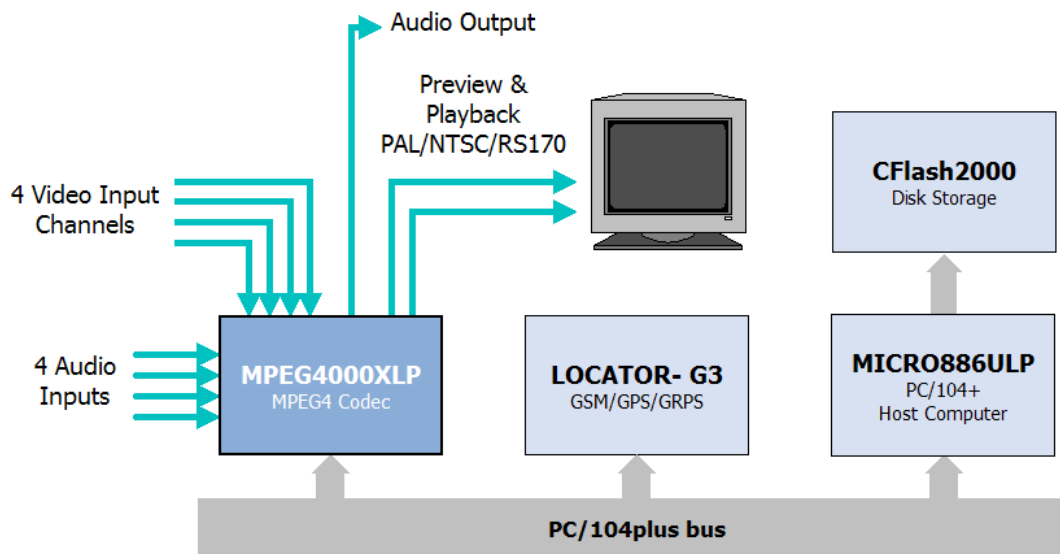 Audio Output
Preview &
Playback
PAL/NTSC/RS170
4 Video Input
Channels
CFlash2000
Disk Storage
4 Audio
Inputs
MPEG4000XLP
MPEG4 Codec
LOCATOR- G3
GSM/GPS/GRPS
MICRO886ULP
PC/104+
Host Computer
PC/104plus bus